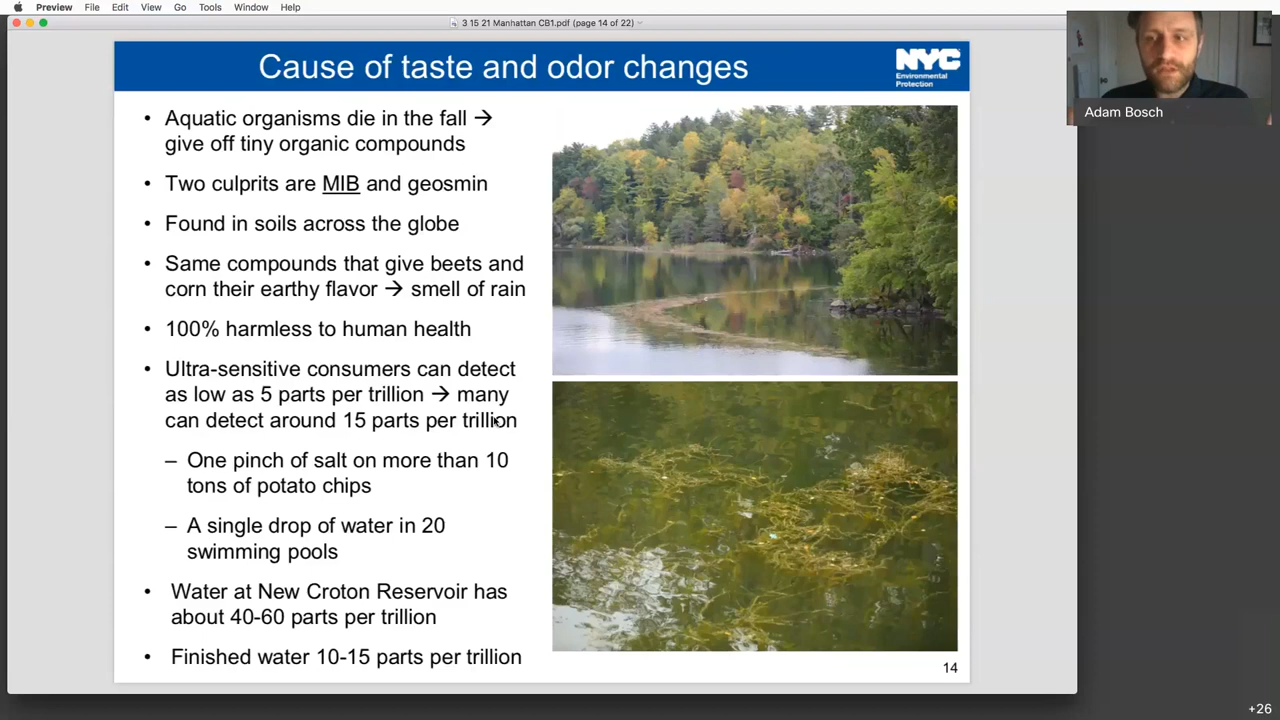 Preview File Edit View Go Tools Window Help
3 15 21 Manhattan CB1.pdf (page 14 of 22)
Cause of taste and odor changes
NYC
Environmental
Protection
Adam Bosch
• Aquatic organisms die in the fall →
give off tiny organic compounds
• Two culprits are MIB and geosmin
• Found in soils across the globe
• Same compounds that give beets and
corn their earthy flavor → smell of rain
• 100% harmless to human health
• Ultra-sensitive consumers can detect
as low as 5 parts per trillion → many
can detect around 15 parts per trillion
– One pinch of salt on more than 10
tons of potato chips
– A single drop of water in 20
swimming pools
• Water at New Croton Reservoir has
about 40-60 parts per trillion
• Finished water 10-15 parts per trillion
14
+26